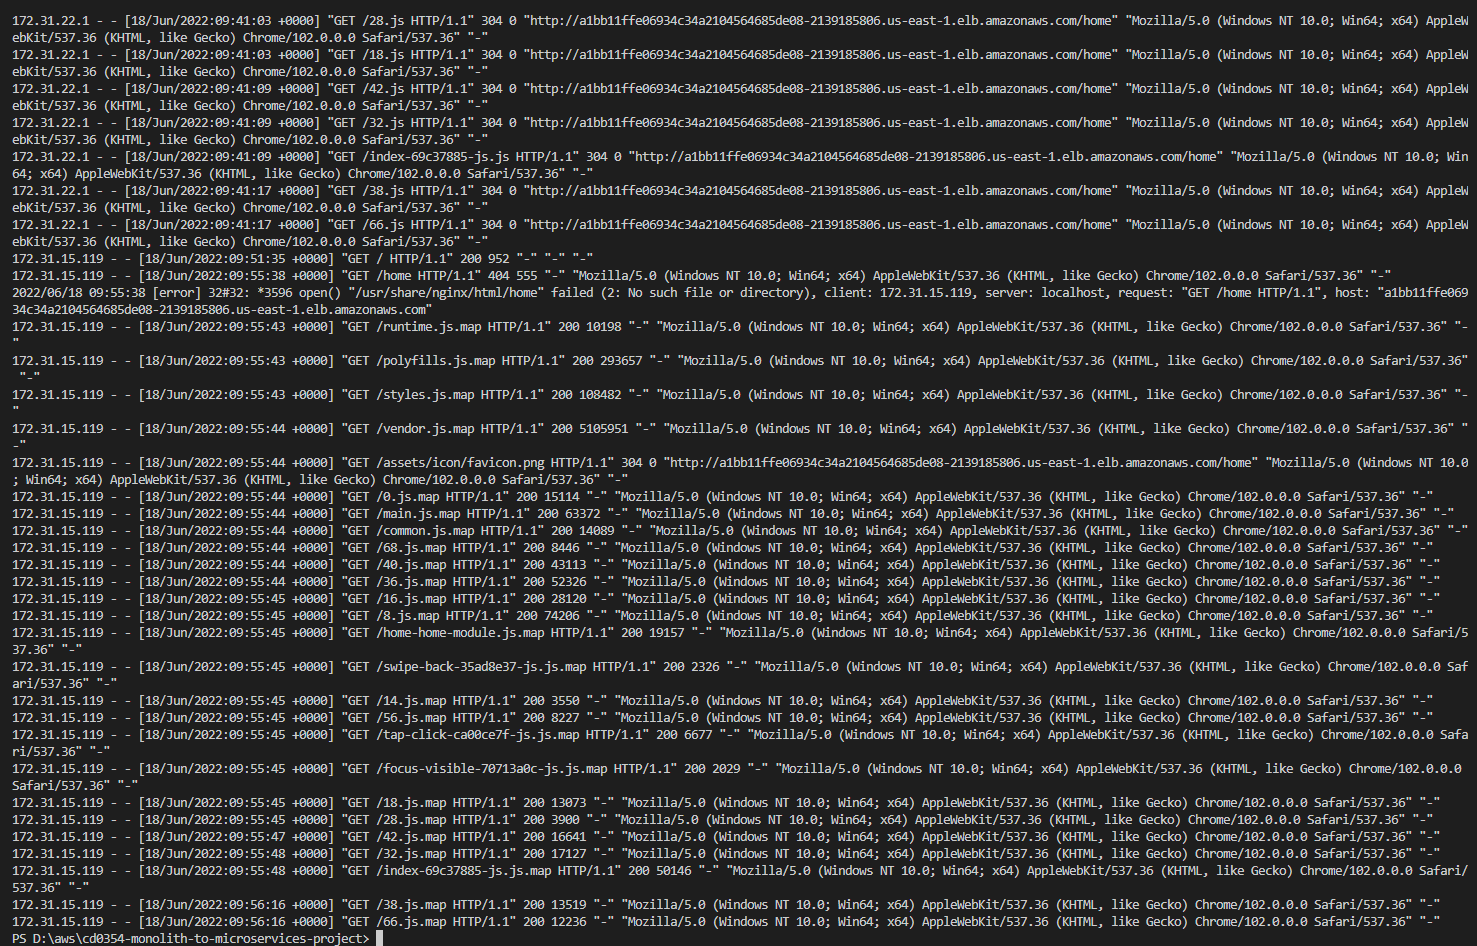 172.31.22.1 - - [18/Jun/2022:09:41:03 +0000] "GET /28.js HTTP/1.1" 304 0 "http://a1bb11ffe06934c34a2104564685de08-2139185806.us-east-1.elb.amazonaws.com/home" "Mozilla/5.0 (Windows NT 10.0; Win64; x64) AppleW
ebKit/537.36 (KHTML, like Gecko) Chrome/102.0.0.0 Safari/537.36" "-"
172.31.22.1 - - [18/Jun/2022:09:41:03 +0000] "GET /18.js HTTP/1.1" 304 0 "http://a1bb11ffe06934c34a2104564685de08-2139185806.us-east-1.elb.amazonaws.com/home" "Mozilla/5.0 (Windows NT 10.0; Win64; x64) AppleW
ebKit/537.36 (KHTML, like Gecko) Chrome/102.0.0.0 Safari/537.36" "-"
172.31.22.1 - - [18/Jun/2022:09:41:09 +0000] "GET /42.js HTTP/1.1" 304 0 "http://a1bb11ffe06934c34a2104564685de08-2139185806.us-east-1.elb.amazonaws.com/home" "Mozilla/5.0 (Windows NT 10.0; Win64; x64) AppleW
ebKit/537.36 (KHTML, like Gecko) Chrome/102.0.0.0 Safari/537.36" "-"
172.31.22.1 - - [18/Jun/2022:09:41:09 +0000] "GET /32.js HTTP/1.1" 304 0 "http://a1bb11ffe06934c34a2104564685de08-2139185806.us-east-1.elb.amazonaws.com/home" "Mozilla/5.0 (Windows NT 10.0; Win64; x64) AppleW
ebKit/537.36 (KHTML, like Gecko) Chrome/102.0.0.0 Safari/537.36" "-"
172.31.22.1 - - [18/Jun/2022:09:41:09 +0000] "GET /index-69c37885-js.js HTTP/1.1" 304 0 "http://a1bb11ffe06934c34a2104564685de08-2139185806.us-east-1.elb.amazonaws.com/home" "Mozilla/5.0 (Windows NT 10.0; Win
64; x64) AppleWebKit/537.36 (KHTML, like Gecko) Chrome/102.0.0.0 Safari/537.36" "-"
172.31.22.1 - - [18/Jun/2022:09:41:17 +0000] "GET /38.js HTTP/1.1" 304 0 "http://a1bb11ffe06934c34a2104564685de08-2139185806.us-east-1.elb.amazonaws.com/home" "Mozilla/5.0 (Windows NT 10.0; Win64; x64) AppleW
ebKit/537.36 (KHTML, like Gecko) Chrome/102.0.0.0 Safari/537.36" "-"
172.31.22.1 - - [18/Jun/2022:09:41:17 +0000] "GET /66.js HTTP/1.1" 304 0 "http://a1bb11ffe06934c34a2104564685de08-2139185806.us-east-1.elb.amazonaws.com/home" "Mozilla/5.0 (Windows NT 10.0; Win64; x64) AppleW
ebKit/537.36 (KHTML, like Gecko) Chrome/102.0.0.0 Safari/537.36" "-"
172.31.15.119 - - [18/Jun/2022:09:51:35 +0000] "GET / HTTP/1.1" 200 952 "-" "-" "-"
172.31.15.119 - - [18/Jun/2022:09:55:38 +0000] "GET /home HTTP/1.1" 404 555 "-" "Mozilla/5.0 (Windows NT 10.0; Win64; x64) AppleWebKit/537.36 (KHTML, like Gecko) Chrome/102.0.0.0 Safari/537.36" "-"
2022/06/18 09:55:38 [error] 32#32: *3596 open() "/usr/share/nginx/html/home" failed (2: No such file or directory), client: 172.31.15.119, server: localhost, request: "GET /home HTTP/1.1", host: "a1bb11ffe069
34c34a2104564685de08-2139185806.us-east-1.elb.amazonaws.com"
172.31.15.119 - - [18/Jun/2022:09:55:43 +0000] "GET /runtime.js.map HTTP/1.1" 200 10198 "-" "Mozilla/5.0 (Windows NT 10.0; Win64; x64) AppleWebKit/537.36 (KHTML, like Gecko) Chrome/102.0.0.0 Safari/537.36" "-
"
172.31.15.119 - - [18/Jun/2022:09:55:43 +0000] "GET /polyfills.js.map HTTP/1.1" 200 293657 "-" "Mozilla/5.0 (Windows NT 10.0; Win64; x64) AppleWebKit/537.36 (KHTML, like Gecko) Chrome/102.0.0.0 Safari/537.36"
 "-"
172.31.15.119 - - [18/Jun/2022:09:55:43 +0000] "GET /styles.js.map HTTP/1.1" 200 108482 "-" "Mozilla/5.0 (Windows NT 10.0; Win64; x64) AppleWebKit/537.36 (KHTML, like Gecko) Chrome/102.0.0.0 Safari/537.36" "-
"
172.31.15.119 - - [18/Jun/2022:09:55:44 +0000] "GET /vendor.js.map HTTP/1.1" 200 5105951 "-" "Mozilla/5.0 (Windows NT 10.0; Win64; x64) AppleWebKit/537.36 (KHTML, like Gecko) Chrome/102.0.0.0 Safari/537.36" "
-"
172.31.15.119 - - [18/Jun/2022:09:55:44 +0000] "GET /assets/icon/favicon.png HTTP/1.1" 304 0 "http://a1bb11ffe06934c34a2104564685de08-2139185806.us-east-1.elb.amazonaws.com/home" "Mozilla/5.0 (Windows NT 10.0
; Win64; x64) AppleWebKit/537.36 (KHTML, like Gecko) Chrome/102.0.0.0 Safari/537.36" "-"
172.31.15.119 - - [18/Jun/2022:09:55:44 +0000] "GET /0.js.map HTTP/1.1" 200 15114 "-" "Mozilla/5.0 (Windows NT 10.0; Win64; x64) AppleWebKit/537.36 (KHTML, like Gecko) Chrome/102.0.0.0 Safari/537.36" "-"
172.31.15.119 - - [18/Jun/2022:09:55:44 +0000] "GET /main.js.map HTTP/1.1" 200 63372 "-" "Mozilla/5.0 (Windows NT 10.0; Win64; x64) AppleWebKit/537.36 (KHTML, like Gecko) Chrome/102.0.0.0 Safari/537.36" "-"
172.31.15.119 - - [18/Jun/2022:09:55:44 +0000] "GET /common.js.map HTTP/1.1" 200 14089 "-" "Mozilla/5.0 (Windows NT 10.0; Win64; x64) AppleWebKit/537.36 (KHTML, like Gecko) Chrome/102.0.0.0 Safari/537.36" "-"
172.31.15.119 - - [18/Jun/2022:09:55:44 +0000] "GET /68.js.map HTTP/1.1" 200 8446 "-" "Mozilla/5.0 (Windows NT 10.0; Win64; x64) AppleWebKit/537.36 (KHTML, like Gecko) Chrome/102.0.0.0 Safari/537.36" "-"
172.31.15.119 - - [18/Jun/2022:09:55:44 +0000] "GET /40.js.map HTTP/1.1" 200 43113 "-" "Mozilla/5.0 (Windows NT 10.0; Win64; x64) AppleWebKit/537.36 (KHTML, like Gecko) Chrome/102.0.0.0 Safari/537.36" "-"
172.31.15.119 - - [18/Jun/2022:09:55:44 +0000] "GET /36.js.map HTTP/1.1" 200 52326 "-" "Mozilla/5.0 (Windows NT 10.0; Win64; x64) AppleWebKit/537.36 (KHTML, like Gecko) Chrome/102.0.0.0 Safari/537.36" "-"
172.31.15.119 - - [18/Jun/2022:09:55:45 +0000] "GET /16.js.map HTTP/1.1" 200 28120 "-" "Mozilla/5.0 (Windows NT 10.0; Win64; x64) AppleWebKit/537.36 (KHTML, like Gecko) Chrome/102.0.0.0 Safari/537.36" "-"
172.31.15.119 - - [18/Jun/2022:09:55:45 +0000] "GET /8.js.map HTTP/1.1" 200 74206 "-" "Mozilla/5.0 (Windows NT 10.0; Win64; x64) AppleWebKit/537.36 (KHTML, like Gecko) Chrome/102.0.0.0 Safari/537.36" "-"
172.31.15.119 - - [18/Jun/2022:09:55:45 +0000] "GET /home-home-module.js.map HTTP/1.1" 200 19157 "-" "Mozilla/5.0 (Windows NT 10.0; Win64; x64) AppleWebKit/537.36 (KHTML, like Gecko) Chrome/102.0.0.0 Safari/5
37.36" "-"
172.31.15.119 - - [18/Jun/2022:09:55:45 +0000] "GET /swipe-back-35ad8e37-js.js.map HTTP/1.1" 200 2326 "-" "Mozilla/5.0 (Windows NT 10.0; Win64; x64) AppleWebKit/537.36 (KHTML, like Gecko) Chrome/102.0.0.0 Saf
ari/537.36" "-"
172.31.15.119 - - [18/Jun/2022:09:55:45 +0000] "GET /14.js.map HTTP/1.1" 200 3550 "-" "Mozilla/5.0 (Windows NT 10.0; Win64; x64) AppleWebKit/537.36 (KHTML, like Gecko) Chrome/102.0.0.0 Safari/537.36" "-"
172.31.15.119 - - [18/Jun/2022:09:55:45 +0000] "GET /56.js.map HTTP/1.1" 200 8227 "-" "Mozilla/5.0 (Windows NT 10.0; Win64; x64) AppleWebKit/537.36 (KHTML, like Gecko) Chrome/102.0.0.0 Safari/537.36" "-"
172.31.15.119 - - [18/Jun/2022:09:55:45 +0000] "GET /tap-click-ca00ce7f-js.js.map HTTP/1.1" 200 6677 "-" "Mozilla/5.0 (Windows NT 10.0; Win64; x64) AppleWebKit/537.36 (KHTML, like Gecko) Chrome/102.0.0.0 Safa
ri/537.36" "-"
172.31.15.119 - - [18/Jun/2022:09:55:45 +0000] "GET /focus-visible-70713a0c-js.js.map HTTP/1.1" 200 2029 "-" "Mozilla/5.0 (Windows NT 10.0; Win64; x64) AppleWebKit/537.36 (KHTML, like Gecko) Chrome/102.0.0.0
Safari/537.36" "-"
172.31.15.119 - - [18/Jun/2022:09:55:45 +0000] "GET /18.js.map HTTP/1.1" 200 13073 "-" "Mozilla/5.0 (Windows NT 10.0; Win64; x64) AppleWebKit/537.36 (KHTML, like Gecko) Chrome/102.0.0.0 Safari/537.36" "-"
172.31.15.119 - - [18/Jun/2022:09:55:45 +0000] "GET /28.js.map HTTP/1.1" 200 3900 "-" "Mozilla/5.0 (Windows NT 10.0; Win64; x64) AppleWebKit/537.36 (KHTML, like Gecko) Chrome/102.0.0.0 Safari/537.36" "-"
172.31.15.119 - - [18/Jun/2022:09:55:47 +0000] "GET /42.js.map HTTP/1.1" 200 16641 "-" "Mozilla/5.0 (Windows NT 10.0; Win64; x64) AppleWebKit/537.36 (KHTML, like Gecko) Chrome/102.0.0.0 Safari/537.36" "-"
172.31.15.119 - - [18/Jun/2022:09:55:48 +0000] "GET /32.js.map HTTP/1.1" 200 17127 "-" "Mozilla/5.0 (Windows NT 10.0; Win64; x64) AppleWebKit/537.36 (KHTML, like Gecko) Chrome/102.0.0.0 Safari/537.36" "-"
172.31.15.119 - - [18/Jun/2022:09:55:48 +0000] "GET /index-69c37885-js.js.map HTTP/1.1" 200 50146 "-" "Mozilla/5.0 (Windows NT 10.0; Win64; x64) AppleWebKit/537.36 (KHTML, like Gecko) Chrome/102.0.0.0 Safari/
537.36" "-"
172.31.15.119 - - [18/Jun/2022:09:56:16 +0000] "GET /38.js.map HTTP/1.1" 200 13519 "-" "Mozilla/5.0 (Windows NT 10.0; Win64; x64) AppleWebKit/537.36 (KHTML, like Gecko) Chrome/102.0.0.0 Safari/537.36" "-"
172.31.15.119 - - [18/Jun/2022:09:56:16 +0000] "GET /66.js.map HTTP/1.1" 200 12236 "-" "Mozilla/5.0 (Windows NT 10.0; Win64; x64) AppleWebKit/537.36 (KHTML, like Gecko) Chrome/102.0.0.0 Safari/537.36" "-"
PS D:\aws\cd0354-monolith-to-microservices-project>